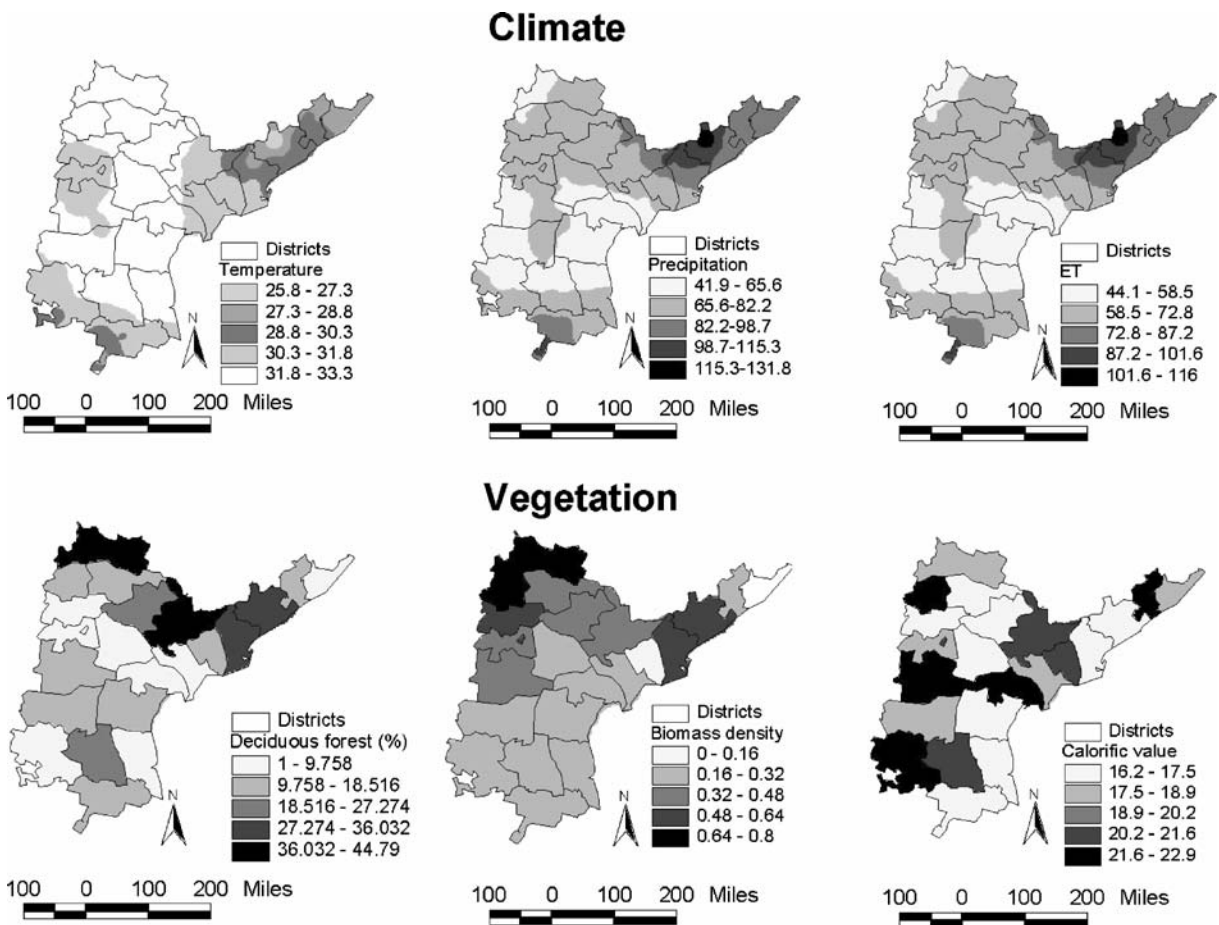 Climate
Districts
Temperature
25.8 - 27.3
27.3 - 28.8
28.8 - 30.3
30.3 - 31.8
31.8 - 33.3
N
100 0 100 200 Miles
Districts
Precipitation
41.9 - 65.6
65.6-82.2
82.2-98.7
98.7-115.3
115.3-131.8
N
100 0 100 200 Miles
Districts
ET
44.1 - 58.5
58.5 - 72.8
72.8 - 87.2
87.2 - 101.6
101.6 - 116
N
100 0 100 200 Miles
Vegetation
Districts
Deciduous forest (%)
1 - 9.758
9.758 - 18.516
18.516 - 27.274
27.274 - 36.032
36.032 - 44.79
N
100 0 100 200 Miles
Districts
Biomass density
0 - 0.16
0.16 - 0.32
0.32 - 0.48
0.48 - 0.64
0.64 - 0.8
N
100 0 100 200 Miles
Districts
Calorific value
16.2 - 17.5
17.5 - 18.9
18.9 - 20.2
20.2 - 21.6
21.6 - 22.9
N
100 0 100 200 Miles